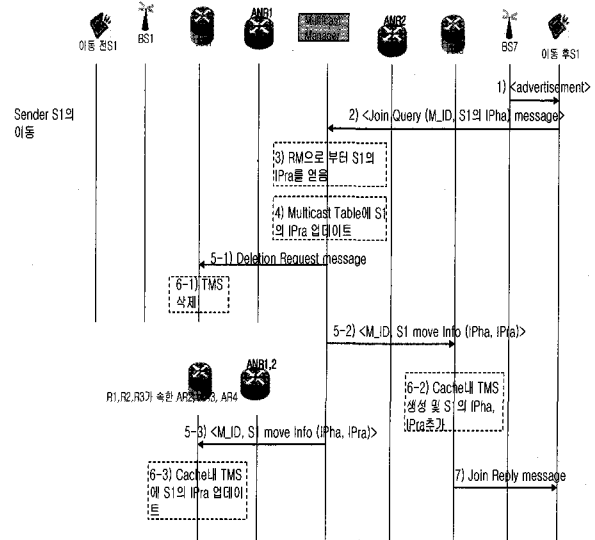 ANR1
Multicast
Manager
ANR2
이동 전S1
BS1
BS7
이동 후S1
1) <advertisement>
Sender S1의
이동
2) <Join Query (M_ID, S1의 IPha) message>
3) RM으로 부터 S1의
IPra를 얻음
4) Multicast Table에 S1
의 IPra 업데이트
5-1) Deletion Request message
6-1) TMS
삭제
5-2) <M_ID, S1 move Info (IPha, IPra)>
ANR1,2
R1,R2,R3가 속한 AR2, AR3, AR4
6-2) Cache내 TMS
생성 및 S1의 IPha,
IPra추가
5-3) <M_ID, S1 move Info (IPha, IPra)>
6-3) Cache내 TMS
에 S1의 IPra 업데이
트
7) Join Reply message